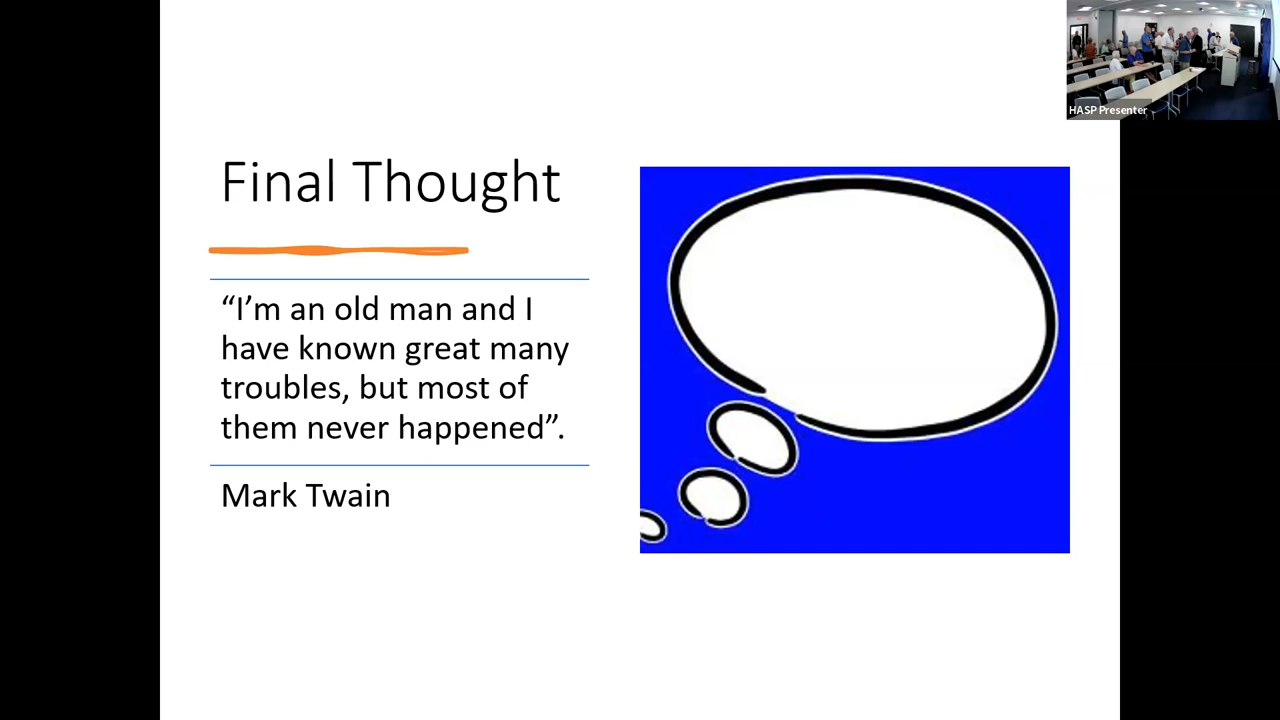 HASP Presenter
Final Thought
“I’m an old man and I
have known great many
troubles, but most of
them never happened”.
Mark Twain